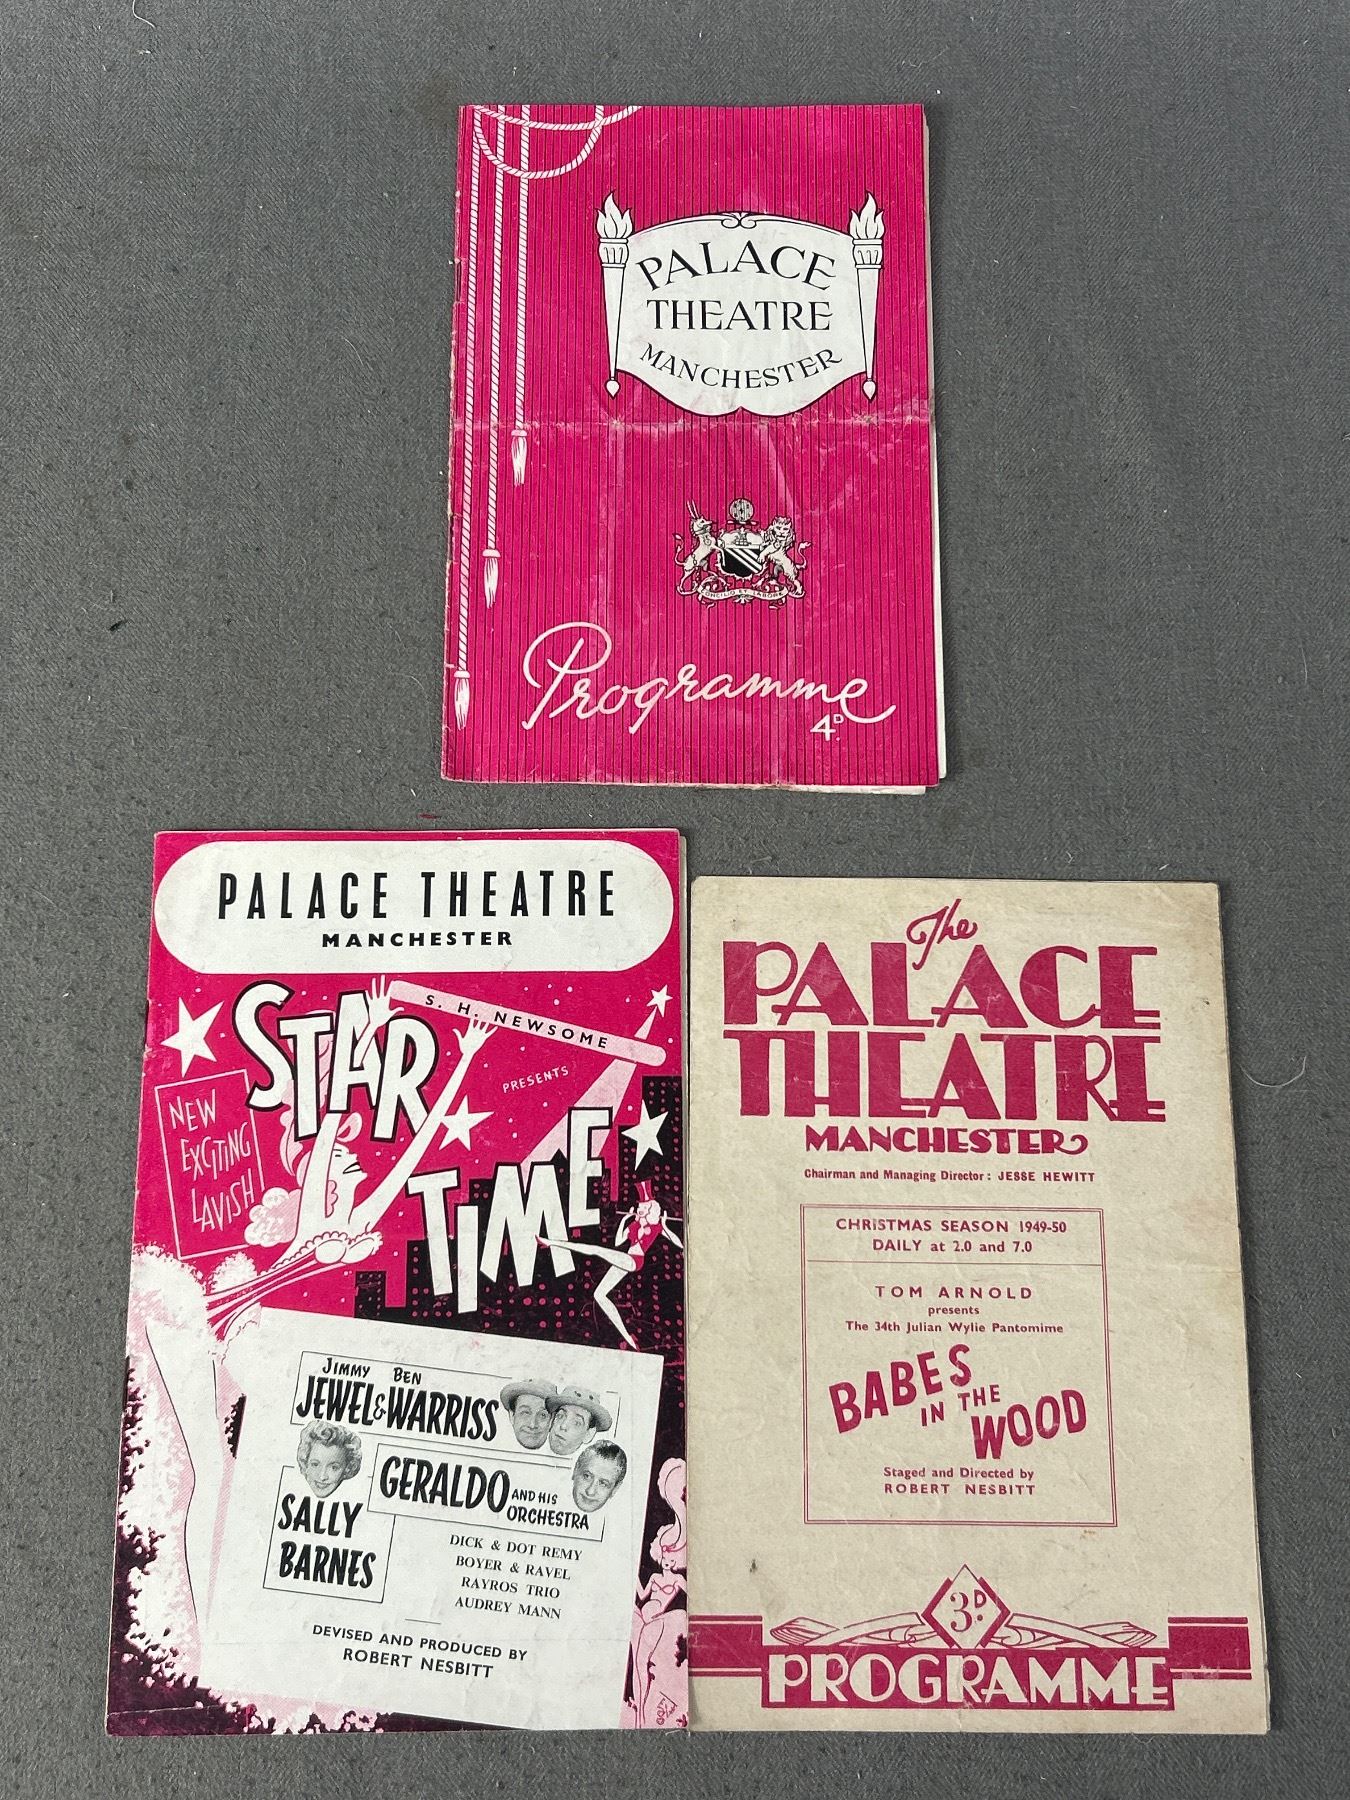 PALACE
THEATRE
MANCHESTER
CONCILIO ET LABORE
Programme
4D.
PALACE THEATRE
MANCHESTER
S. H. NEWSOME
PRESENTS
STAR
TIME
NEW
EXCITING
LAVISH
JIMMY BEN
JEWEL & WARRISS
GERALDO AND HIS
ORCHESTRA
SALLY
BARNES
DICK & DOT REMY
BOYER & RAVEL
RAYROS TRIO
AUDREY MANN
DEVISED AND PRODUCED BY
ROBERT NESBITT
The
PALACE
THEATRE
MANCHESTER
Chairman and Managing Director: JESSE HEWITT
CHRISTMAS SEASON 1949-50
DAILY at 2.0 and 7.0
TOM ARNOLD
presents
The 34th Julian Wylie Pantomime
BABES
IN THE
WOOD
Staged and Directed by
ROBERT NESBITT
3D.
PROGRAMME